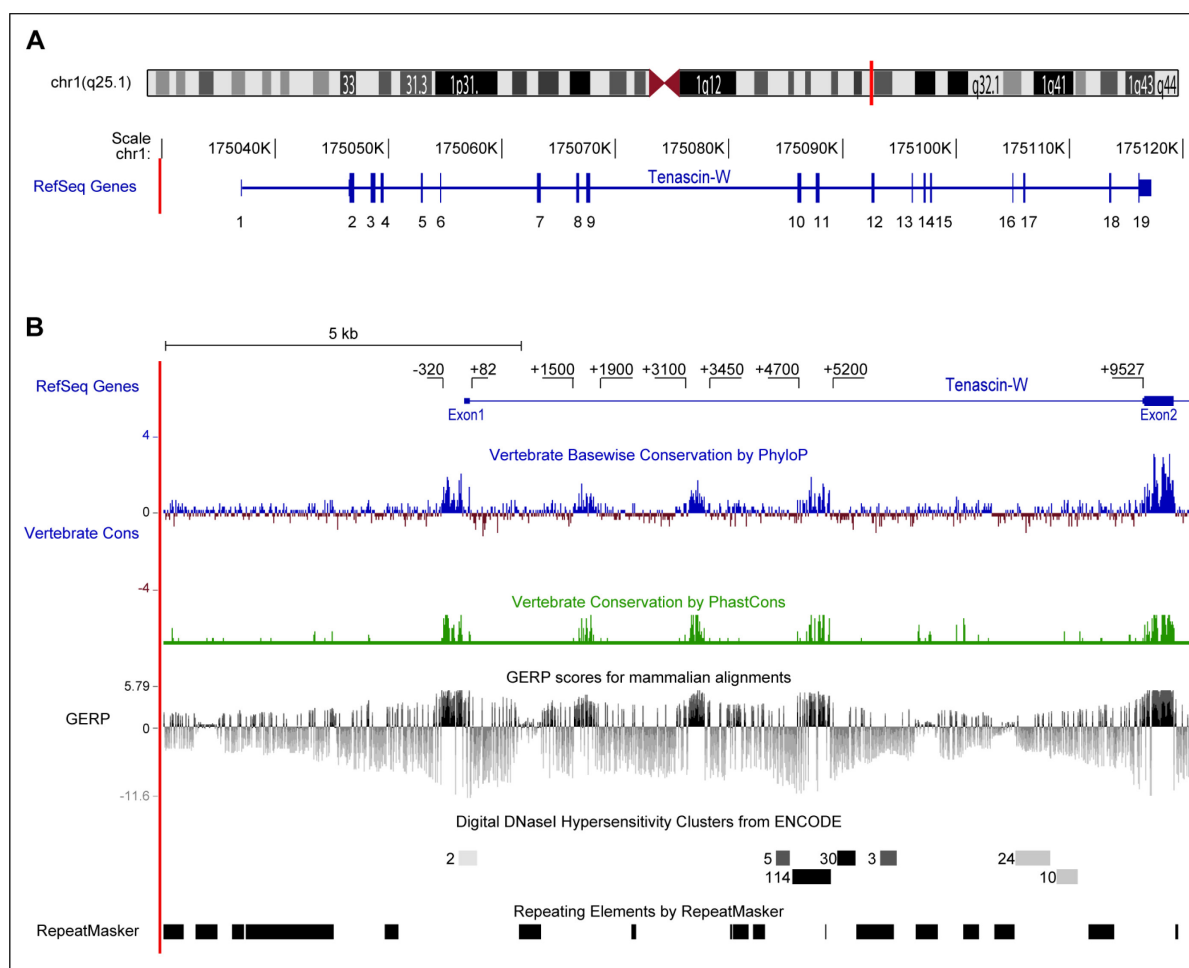 A
chr1(q25.1) 33 31.3 1p31. 1q12 q32.1 1q41 1q43 q44
Scale
chr1: 175040K 175050K 175060K 175070K 175080K 175090K 175100K 175110K 175120K
RefSeq Genes Tenascin-W
1 2 3 4 5 6 7 8 9 10 11 12 13 14 15 16 17 18 19
B
5 kb
-320 +82 +1500 +1900 +3100 +3450 +4700 +5200 +9527
RefSeq Genes Tenascin-W
Exon1 Exon2
4
Vertebrate Basewise Conservation by PhyloP
0
Vertebrate Cons
-4
Vertebrate Conservation by PhastCons
GERP scores for mammalian alignments
5.79
GERP
0
-11.6
Digital DNaseI Hypersensitivity Clusters from ENCODE
2 5 30 3 24
114 10
Repeating Elements by RepeatMasker
RepeatMasker